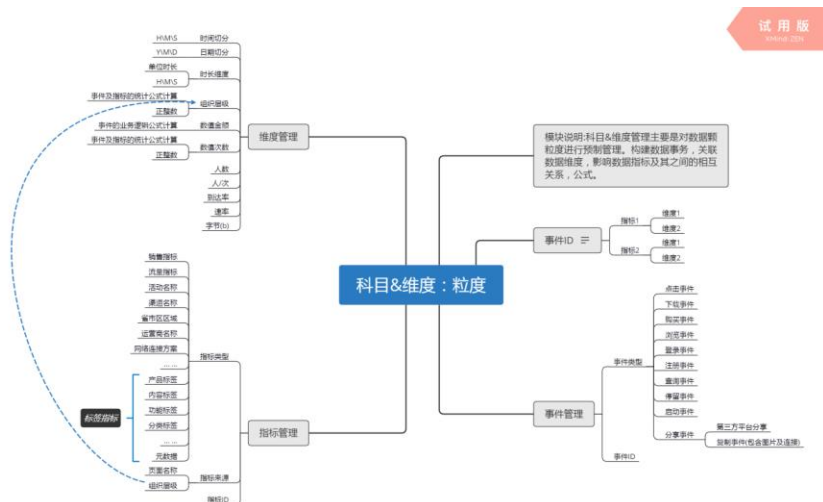 试用版
XMind ZEN
H\M\S
时间切分
Y\M\D
日期切分
单位时长
H\M\S
时长维度
事件及指标的统计公式计算
正整数
组织层级
事件的业务逻辑公式计算
数值金额
事件及指标的统计公式计算
正整数
数值次数
人数
人/次
到达率
速率
字节(b)
维度管理
销售指标
流量指标
活动名称
渠道名称
省市区区域
运营商名称
网络连接方案
... ...
产品标签
内容标签
功能标签
分类标签
... ...
元数据
标签指标
指标类型
页面名称
组织层级
指标来源
指标ID
指标管理
科目&维度：粒度
模块说明:科目&维度管理主要是对数据颗
粒度进行预制管理。构建数据事务，关联
数据维度，影响数据指标及其之间的相互
关系，公式。
事件ID
指标1
维度1
维度2
指标2
维度1
维度2
事件管理
事件类型
点击事件
下载事件
购买事件
浏览事件
登录事件
注册事件
查询事件
停留事件
启动事件
分享事件
第三方平台分享
复制事件(包含图片及连接)
事件ID